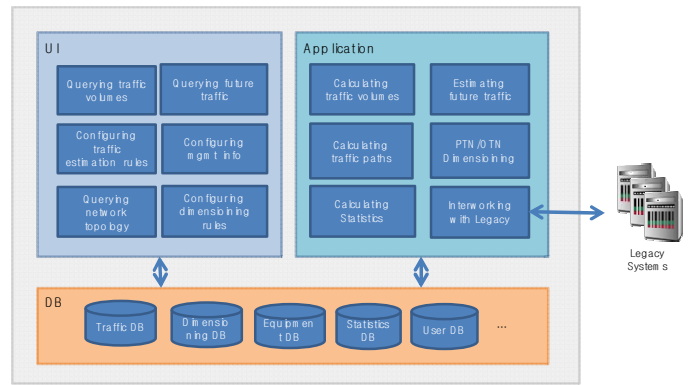 UI
Querying traffic
volumes
Querying future
traffic
Configuring
traffic
estimation rules
Configuring
mgmt info
Querying
network
topology
Configuring
dimensioining
rules
Application
Calculating
traffic volumes
Estimating
future traffic
Calculating
traffic paths
PTN/OTN
Dimensioining
Calculating
Statistics
Interworking
with Legacy
Legacy
Systems
DB
Traffic DB
Dimensio
ning DB
Equipmen
t DB
Statistics
DB
User DB
...